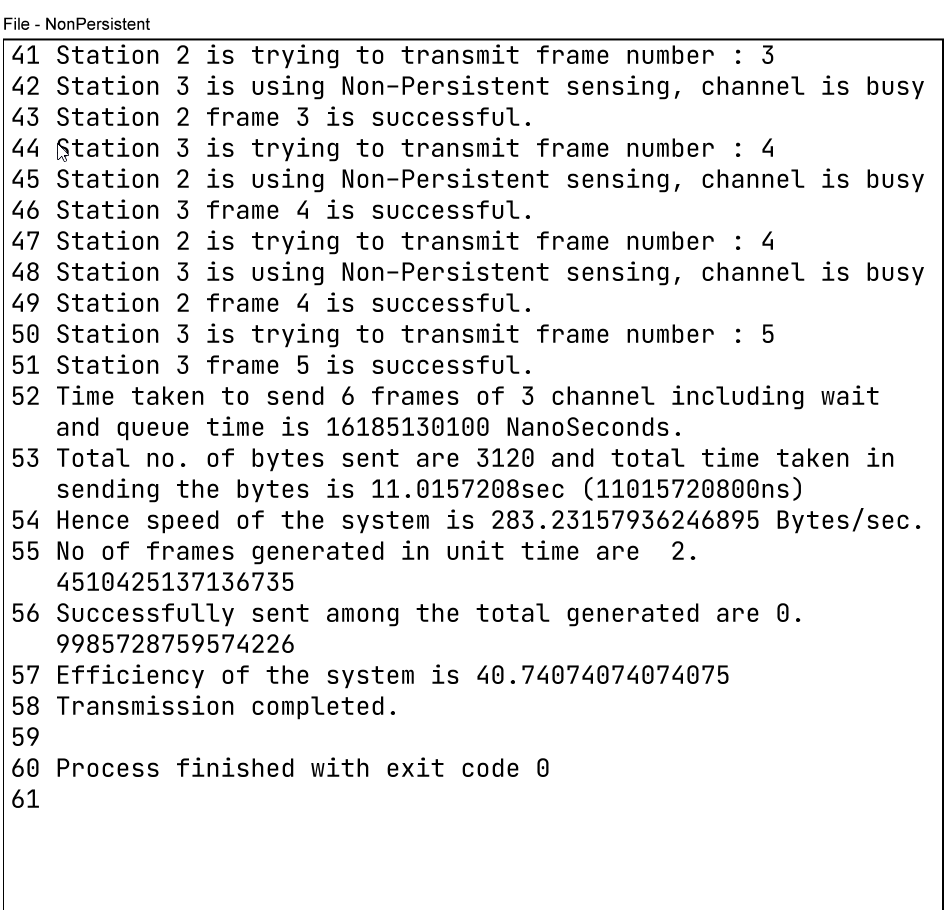 File - NonPersistent
41 Station 2 is trying to transmit frame number : 3
42 Station 3 is using Non-Persistent sensing, channel is busy
43 Station 2 frame 3 is successful.
44 Station 3 is trying to transmit frame number : 4
45 Station 2 is using Non-Persistent sensing, channel is busy
46 Station 3 frame 4 is successful.
47 Station 2 is trying to transmit frame number : 4
48 Station 3 is using Non-Persistent sensing, channel is busy
49 Station 2 frame 4 is successful.
50 Station 3 is trying to transmit frame number : 5
51 Station 3 frame 5 is successful.
52 Time taken to send 6 frames of 3 channel including wait
and queue time is 16185130100 NanoSeconds.
53 Total no. of bytes sent are 3120 and total time taken in
sending the bytes is 11.0157208sec (11015720800ns)
54 Hence speed of the system is 283.23157936246895 Bytes/sec.
55 No of frames generated in unit time are  2.
4510425137136735
56 Successfully sent among the total generated are 0.
9985728759574226
57 Efficiency of the system is 40.74074074074075
58 Transmission completed.
59
60 Process finished with exit code 0
61